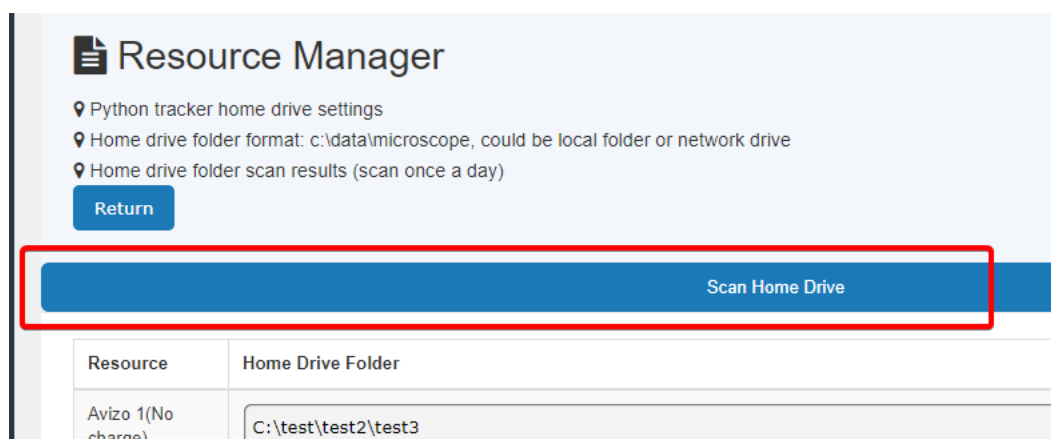 Resource Manager
Python tracker home drive settings
Home drive folder format: c:\data\microscope, could be local folder or network drive
Home drive folder scan results (scan once a day)
Return
Scan Home Drive
Resource Home Drive Folder
Avizo 1(No
charge)
C:\test\test2\test3